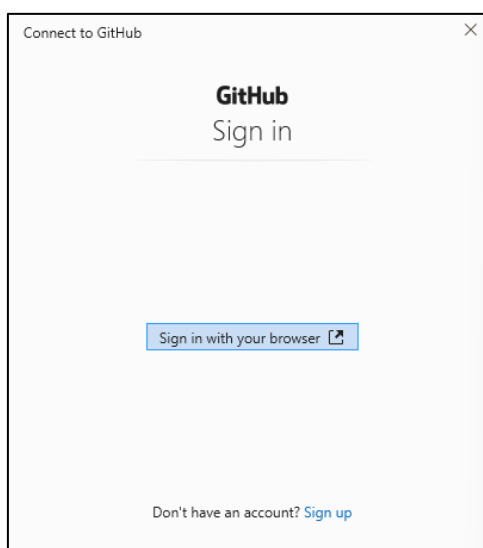 Connect to GitHub
GitHub
Sign in
Sign in with your browser
Don't have an account? Sign up